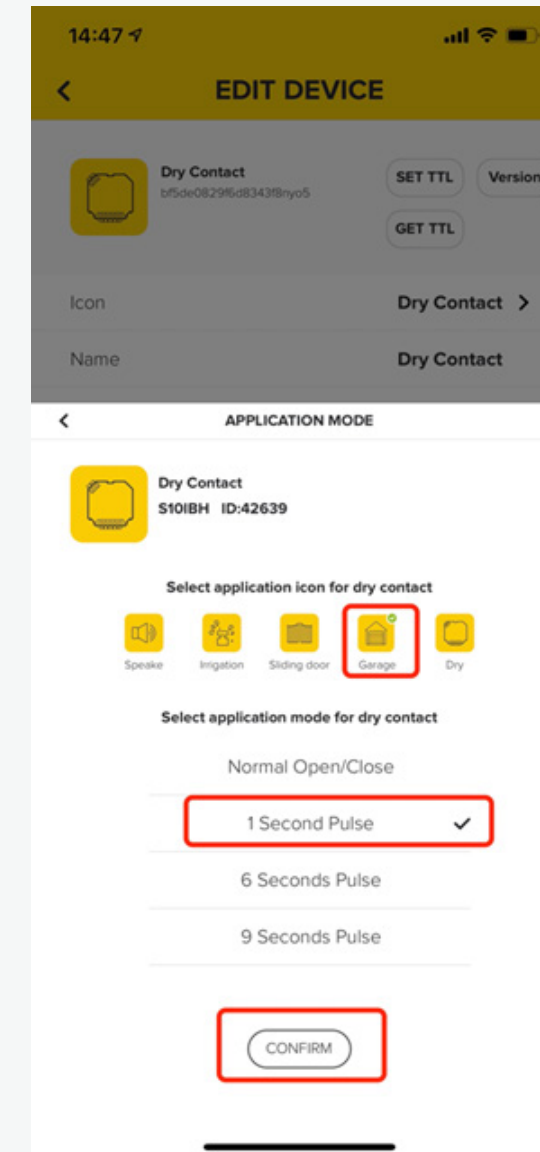 14:47
EDIT DEVICE
Dry Contact
bf5de0829f6d8343f8nyo5
SET TTL
Version
GET TTL
Icon
Dry Contact
Name
Dry Contact
APPLICATION MODE
Dry Contact
S10IBH ID:42639
Select application icon for dry contact
Speake
Irrigation
Sliding door
Garage
Dry
Select application mode for dry contact
Normal Open/Close
1 Second Pulse
6 Seconds Pulse
9 Seconds Pulse
CONFIRM